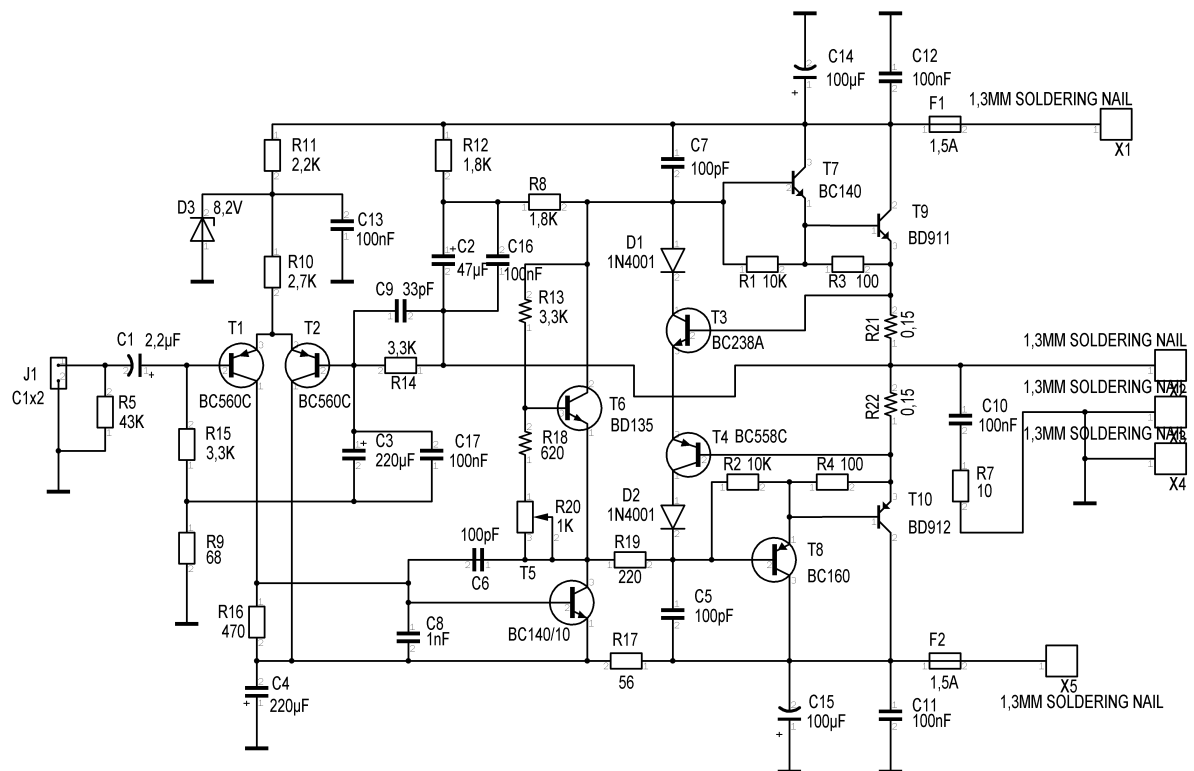 C14
100µF
C12
100nF
1,3MM SOLDERING NAIL
F1
1,5A
X1
R11
2,2K
R12
1,8K
C7
100pF
T7
BC140
R8
1,8K
D3
8,2V
C13
100nF
T9
BD911
C2
47µF
C16
100nF
D1
1N4001
R1
10K
R3
100
R10
2,7K
C9
33pF
R13
3,3K
T3
BC238A
R21
0,15
C1
2,2µF
T1
T2
3,3K
R14
1,3MM SOLDERING NAIL
J1
C1x2
BC560C
BC560C
1,3MM SOLDERING NAIL
R5
43K
T6
BD135
R22
0,15
C10
100nF
R15
3,3K
C3
220µF
C17
100nF
R18
620
T4
BC558C
1,3MM SOLDERING NAIL
R2
10K
R4
100
R7
10
X4
R20
1K
D2
1N4001
T10
BD912
R9
68
100pF
C6
T5
R19
220
T8
BC160
R16
470
C8
1nF
BC140/10
C5
100pF
R17
56
F2
1,5A
X5
1,3MM SOLDERING NAIL
C4
220µF
C15
100µF
C11
100nF